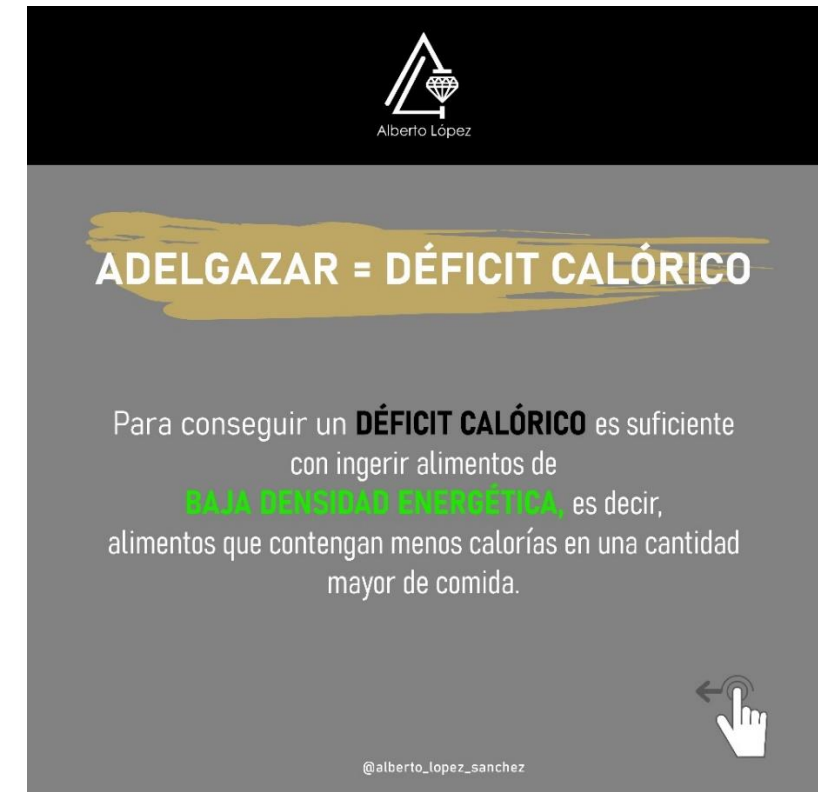 Alberto López
ADELGAZAR = DÉFICIT CALÓRICO
Para conseguir un DÉFICIT CALÓRICO es suficiente
con ingerir alimentos de
BAJA DENSIDAD ENERGÉTICA, es decir,
alimentos que contengan menos calorías en una cantidad
mayor de comida.
@alberto_lopez_sanchez